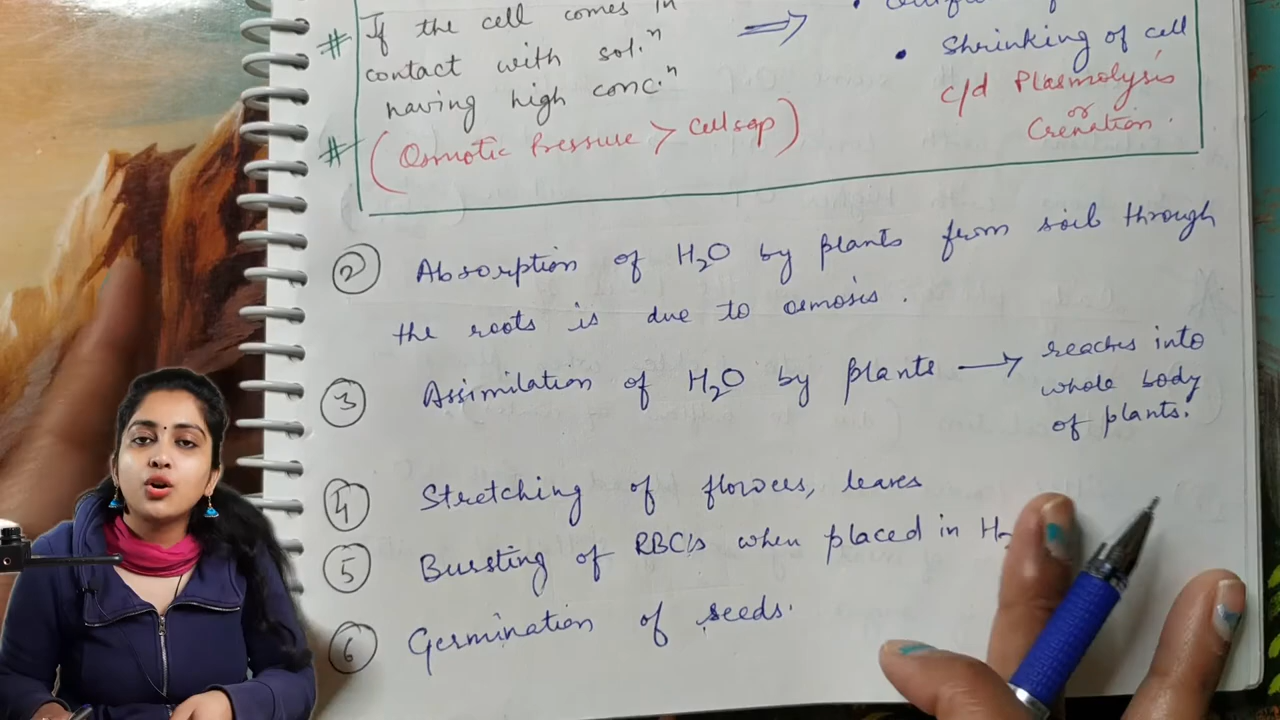 # If the cell comes in
contact with sol.ⁿ
having high conc.ⁿ
⟹
• Shrinking of cell
c/d Plasmolysis
or
Crenation.
# (Osmotic Pressure > Cell sap)
② Absorption of H₂O by plants from soil through
the roots is due to osmosis.
③ Assimilation of H₂O by plants ⟶ reaches into
whole body
of plants.
④ Stretching of flowers, leaves
⑤ Bursting of RBC's when placed in H₂
⑥ Germination of seeds.